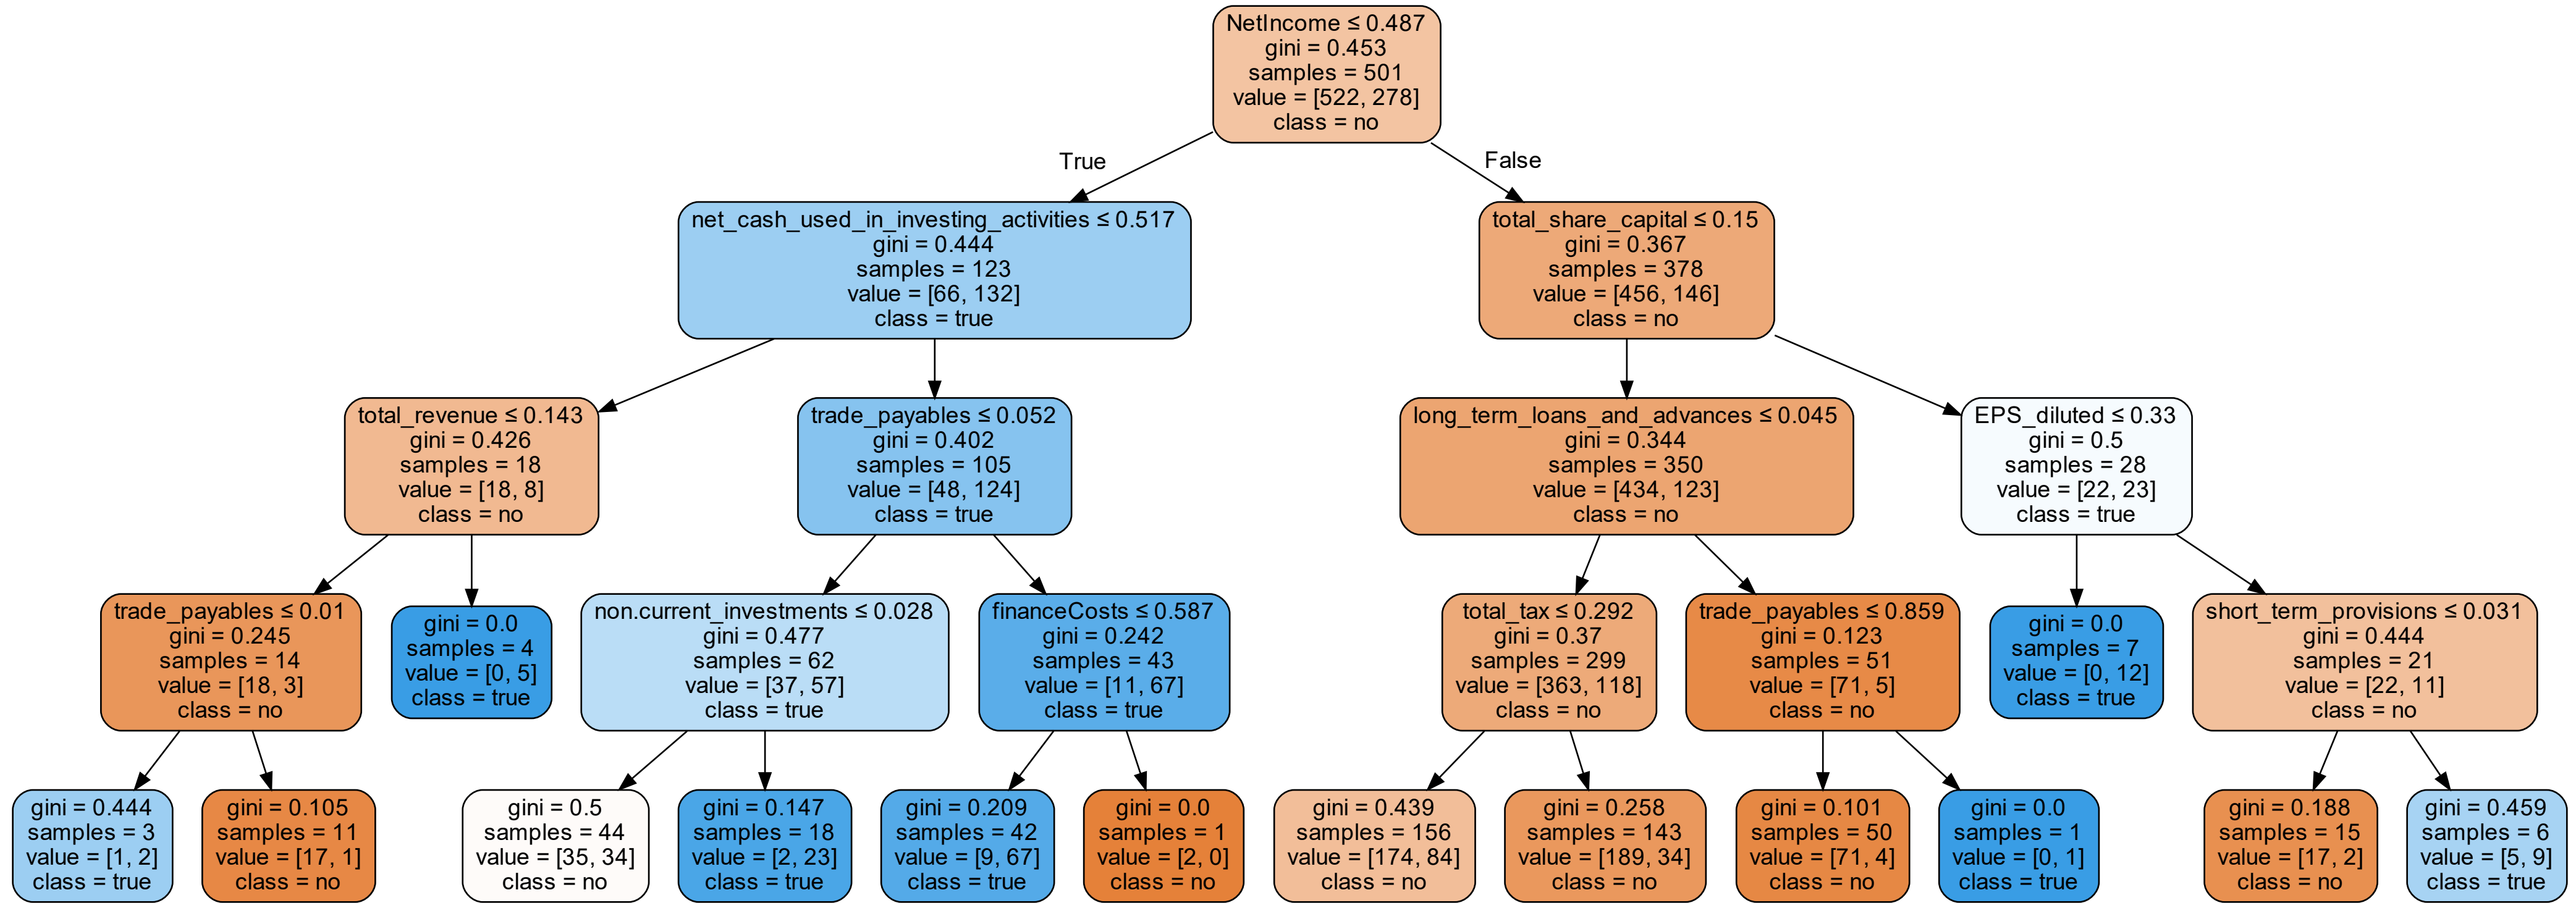 NetIncome ≤ 0.487
gini = 0.453
samples = 501
value = [522, 278]
class = no
True
False
net_cash_used_in_investing_activities ≤ 0.517
gini = 0.444
samples = 123
value = [66, 132]
class = true
total_share_capital ≤ 0.15
gini = 0.367
samples = 378
value = [456, 146]
class = no
total_revenue ≤ 0.143
gini = 0.426
samples = 18
value = [18, 8]
class = no
trade_payables ≤ 0.052
gini = 0.402
samples = 105
value = [48, 124]
class = true
long_term_loans_and_advances ≤ 0.045
gini = 0.344
samples = 350
value = [434, 123]
class = no
EPS_diluted ≤ 0.33
gini = 0.5
samples = 28
value = [22, 23]
class = true
trade_payables ≤ 0.01
gini = 0.245
samples = 14
value = [18, 3]
class = no
gini = 0.0
samples = 4
value = [0, 5]
class = true
non.current_investments ≤ 0.028
gini = 0.477
samples = 62
value = [37, 57]
class = true
financeCosts ≤ 0.587
gini = 0.242
samples = 43
value = [11, 67]
class = true
total_tax ≤ 0.292
gini = 0.37
samples = 299
value = [363, 118]
class = no
trade_payables ≤ 0.859
gini = 0.123
samples = 51
value = [71, 5]
class = no
gini = 0.0
samples = 7
value = [0, 12]
class = true
short_term_provisions ≤ 0.031
gini = 0.444
samples = 21
value = [22, 11]
class = no
gini = 0.444
samples = 3
value = [1, 2]
class = true
gini = 0.105
samples = 11
value = [17, 1]
class = no
gini = 0.5
samples = 44
value = [35, 34]
class = no
gini = 0.147
samples = 18
value = [2, 23]
class = true
gini = 0.209
samples = 42
value = [9, 67]
class = true
gini = 0.0
samples = 1
value = [2, 0]
class = no
gini = 0.439
samples = 156
value = [174, 84]
class = no
gini = 0.258
samples = 143
value = [189, 34]
class = no
gini = 0.101
samples = 50
value = [71, 4]
class = no
gini = 0.0
samples = 1
value = [0, 1]
class = true
gini = 0.188
samples = 15
value = [17, 2]
class = no
gini = 0.459
samples = 6
value = [5, 9]
class = true